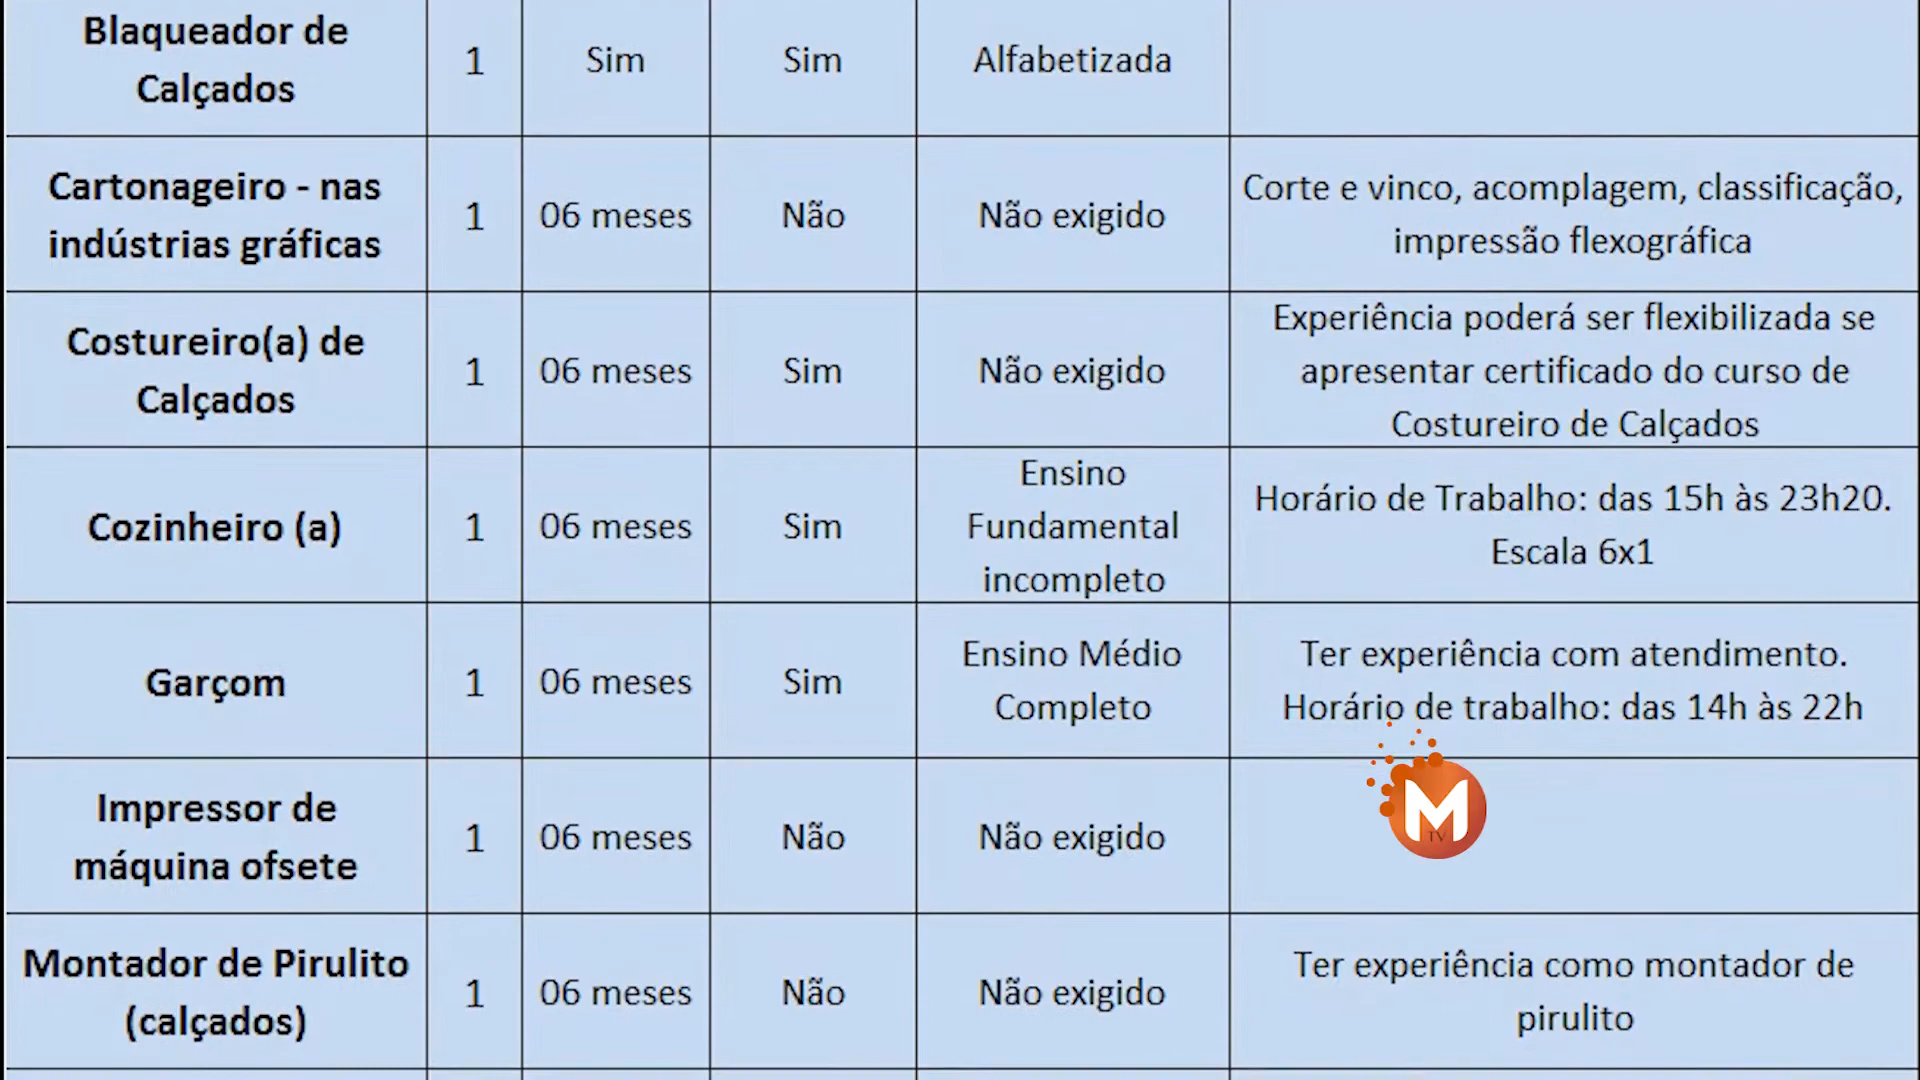 Blaqueador de
Calçados
1
Sim
Sim
Alfabetizada
Cartonageiro - nas
indústrias gráficas
1
06 meses
Não
Não exigido
Corte e vinco, acomplagem, classificação,
impressão flexográfica
Costureiro(a) de
Calçados
1
06 meses
Sim
Não exigido
Experiência poderá ser flexibilizada se
apresentar certificado do curso de
Costureiro de Calçados
Cozinheiro (a)
1
06 meses
Sim
Ensino
Fundamental
incompleto
Horário de Trabalho: das 15h às 23h20.
Escala 6x1
Garçom
1
06 meses
Sim
Ensino Médio
Completo
Ter experiência com atendimento.
Horário de trabalho: das 14h às 22h
Impressor de
máquina ofsete
1
06 meses
Não
Não exigido
M
TV
Montador de Pirulito
(calçados)
1
06 meses
Não
Não exigido
Ter experiência como montador de
pirulito